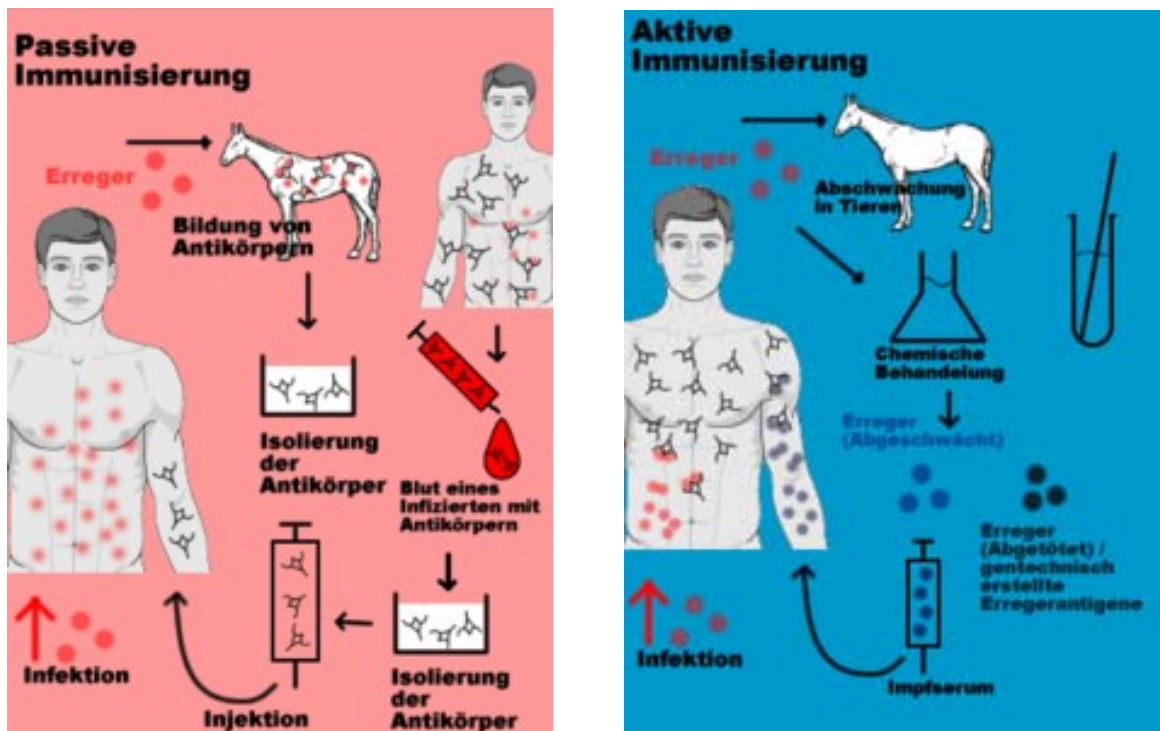 Passive
Immunisierung
Erreger
Bildung von
Antikörpern
Isolierung
der
Antikörper
Blut eines
Infizierten mit
Antikörpern
Infektion
Injektion
Isolierung
der
Antikörper
Aktive
Immunisierung
Erreger
Abschwächung
in Tieren
Chemische
Behandelung
Erreger
(Abgeschwächt)
Erreger
(Abgetötet) /
gentechnisch
erstellte
Erregerantigene
Infektion
Impfserum